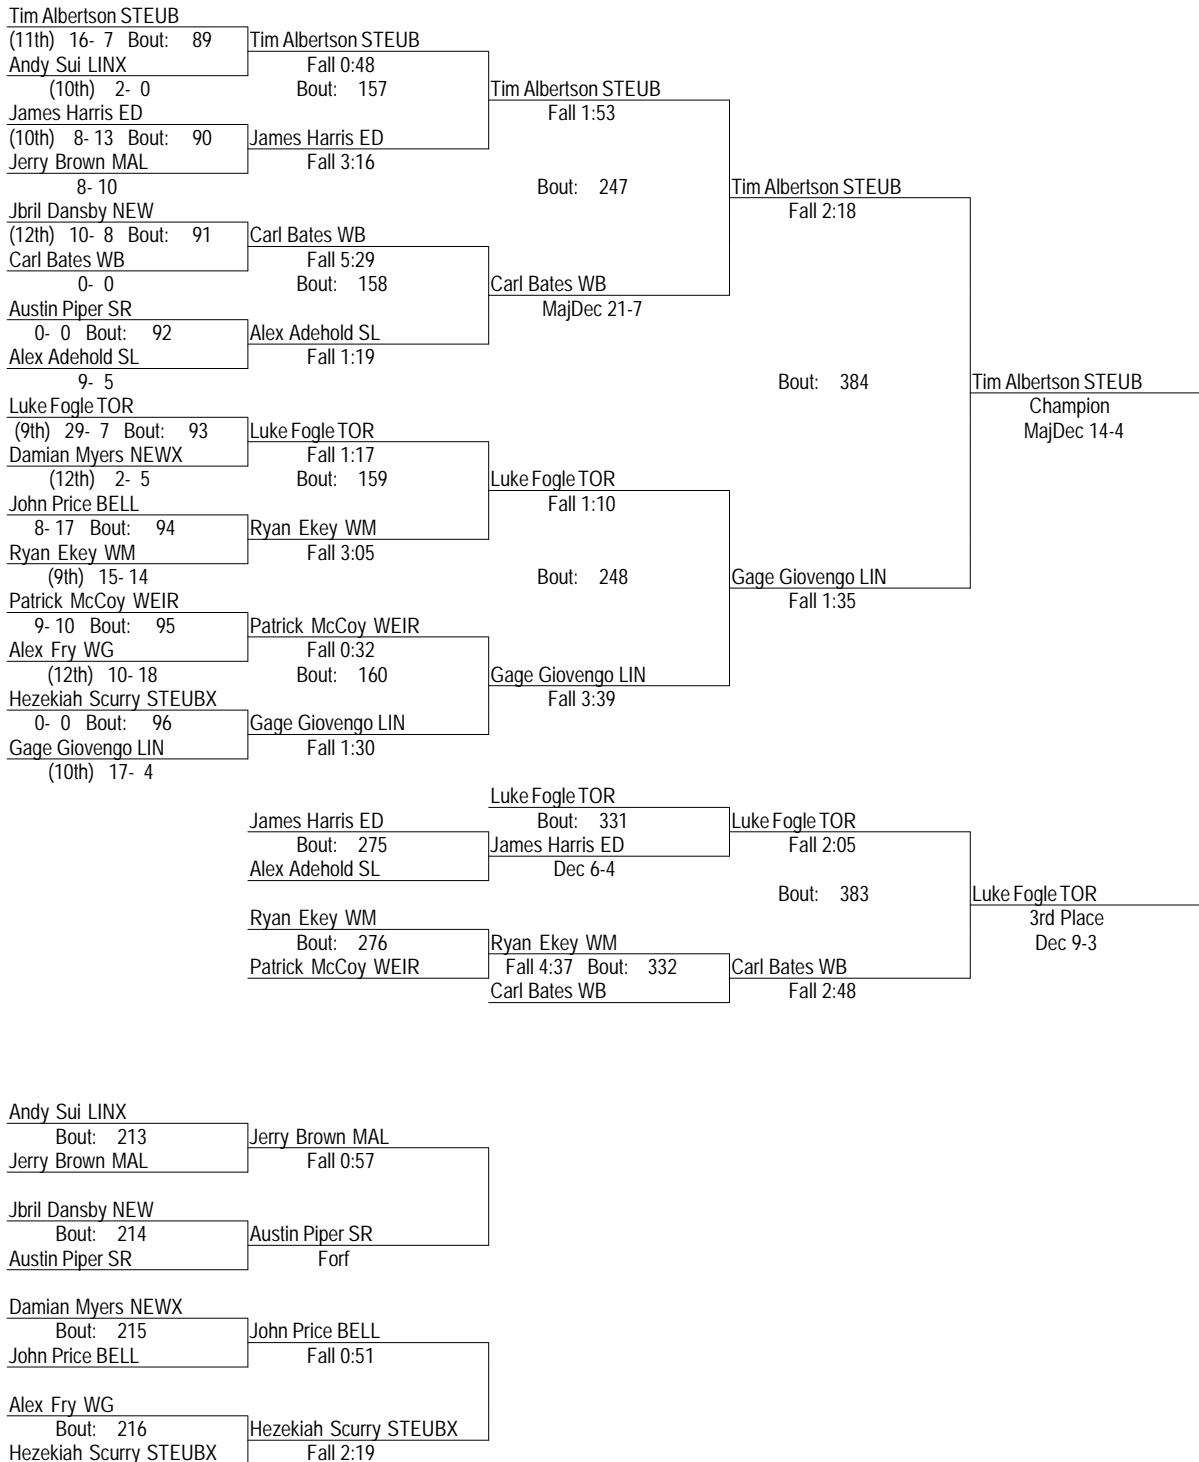 Tim Albertson STEUB
(11th) 16- 7 Bout: 89 Tim Albertson STEUB
Andy Sui LINX Fall 0:48
(10th) 2- 0 Bout: 157 Tim Albertson STEUB
James Harris ED Fall 1:53
(10th) 8- 13 Bout: 90 James Harris ED
Jerry Brown MAL Fall 3:16
8- 10 Bout: 247 Tim Albertson STEUB
Jbril Dansby NEW Fall 2:18
(12th) 10- 8 Bout: 91 Carl Bates WB
Carl Bates WB Fall 5:29
0- 0 Bout: 158 Carl Bates WB
Austin Piper SR MajDec 21-7
0- 0 Bout: 92 Alex Adehold SL
Alex Adehold SL Fall 1:19
9- 5 Bout: 384 Tim Albertson STEUB
Luke Fogle TOR Champion
(9th) 29- 7 Bout: 93 Luke Fogle TOR MajDec 14-4
Damian Myers NEWX Fall 1:17
(12th) 2- 5 Bout: 159 Luke Fogle TOR
John Price BELL Fall 1:10
8- 17 Bout: 94 Ryan Ekey WM
Ryan Ekey WM Fall 3:05
(9th) 15- 14 Bout: 248 Gage Giovengo LIN
Patrick McCoy WEIR Fall 1:35
9- 10 Bout: 95 Patrick McCoy WEIR
Alex Fry WG Fall 0:32
(12th) 10- 18 Bout: 160 Gage Giovengo LIN
Hezekiah Scurry STEUBX Fall 3:39
0- 0 Bout: 96 Gage Giovengo LIN
Gage Giovengo LIN Fall 1:30
(10th) 17- 4
Luke Fogle TOR
James Harris ED Bout: 331 Luke Fogle TOR
Bout: 275 James Harris ED Fall 2:05
Alex Adehold SL Dec 6-4
Bout: 383 Luke Fogle TOR
Ryan Ekey WM 3rd Place
Bout: 276 Ryan Ekey WM Dec 9-3
Patrick McCoy WEIR Fall 4:37 Bout: 332 Carl Bates WB
Carl Bates WB Fall 2:48
Andy Sui LINX
Bout: 213 Jerry Brown MAL
Jerry Brown MAL Fall 0:57
Jbril Dansby NEW
Bout: 214 Austin Piper SR
Austin Piper SR Forf
Damian Myers NEWX
Bout: 215 John Price BELL
John Price BELL Fall 0:51
Alex Fry WG
Bout: 216 Hezekiah Scurry STEUBX
Hezekiah Scurry STEUBX Fall 2:19